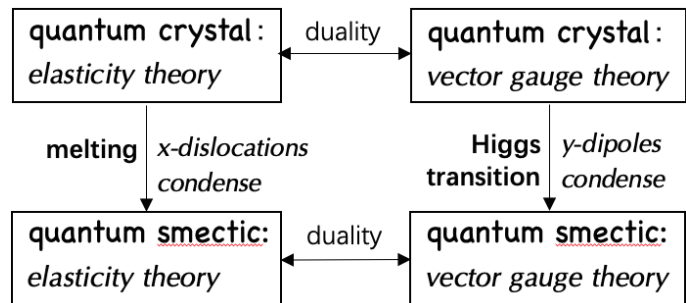 quantum crystal:
elasticity theory
duality
quantum crystal:
vector gauge theory
melting
x-dislocations
condense
Higgs
transition
y-dipoles
condense
quantum smectic:
elasticity theory
duality
quantum smectic:
vector gauge theory